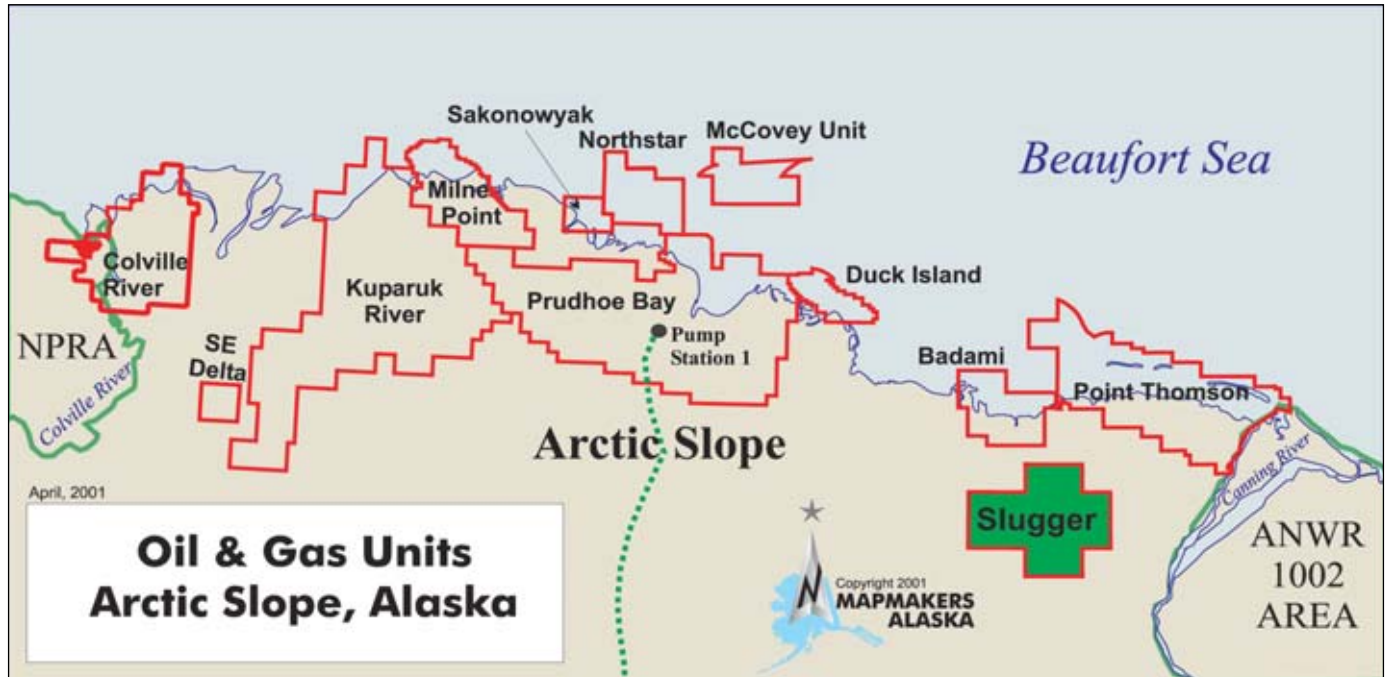 Sakonowyak
Northstar
McCovey Unit
Beaufort Sea
Milne
Point
Colville
River
Kuparuk
River
Prudhoe Bay
Duck Island
Pump
Station 1
NPRA
SE
Delta
Badami
Point Thomson
Colville River
Arctic Slope
Canning River
Slugger
April, 2001
Oil & Gas Units
Arctic Slope, Alaska
N
Copyright 2001
MAPMAKERS
ALASKA
ANWR
1002
AREA